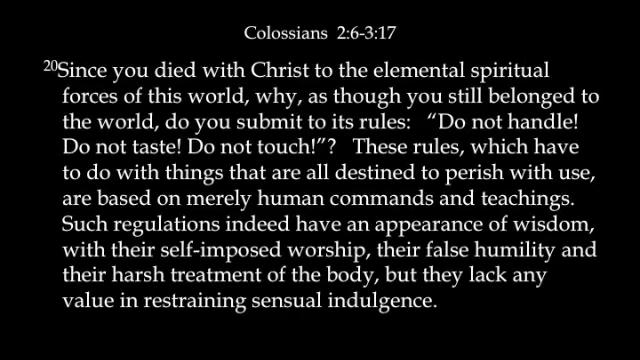 Colossians 2:6-3:17
20Since you died with Christ to the elemental spiritual
forces of this world, why, as though you still belonged to
the world, do you submit to its rules: “Do not handle!
Do not taste! Do not touch!”? These rules, which have
to do with things that are all destined to perish with use,
are based on merely human commands and teachings.
Such regulations indeed have an appearance of wisdom,
with their self-imposed worship, their false humility and
their harsh treatment of the body, but they lack any
value in restraining sensual indulgence.